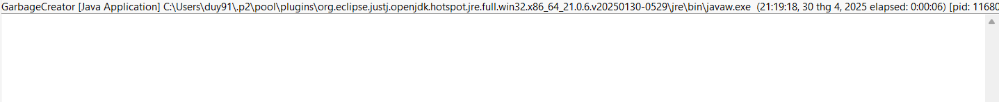 GarbageCreator [Java Application] C:\Users\duy91\.p2\pool\plugins\org.eclipse.justj.openjdk.hotspot.jre.full.win32.x86_64_21.0.6.v20250130-0529\jre\bin\javaw.exe (21:19:18, 30 thg 4, 2025 elapsed: 0:00:06) [pid: 11680